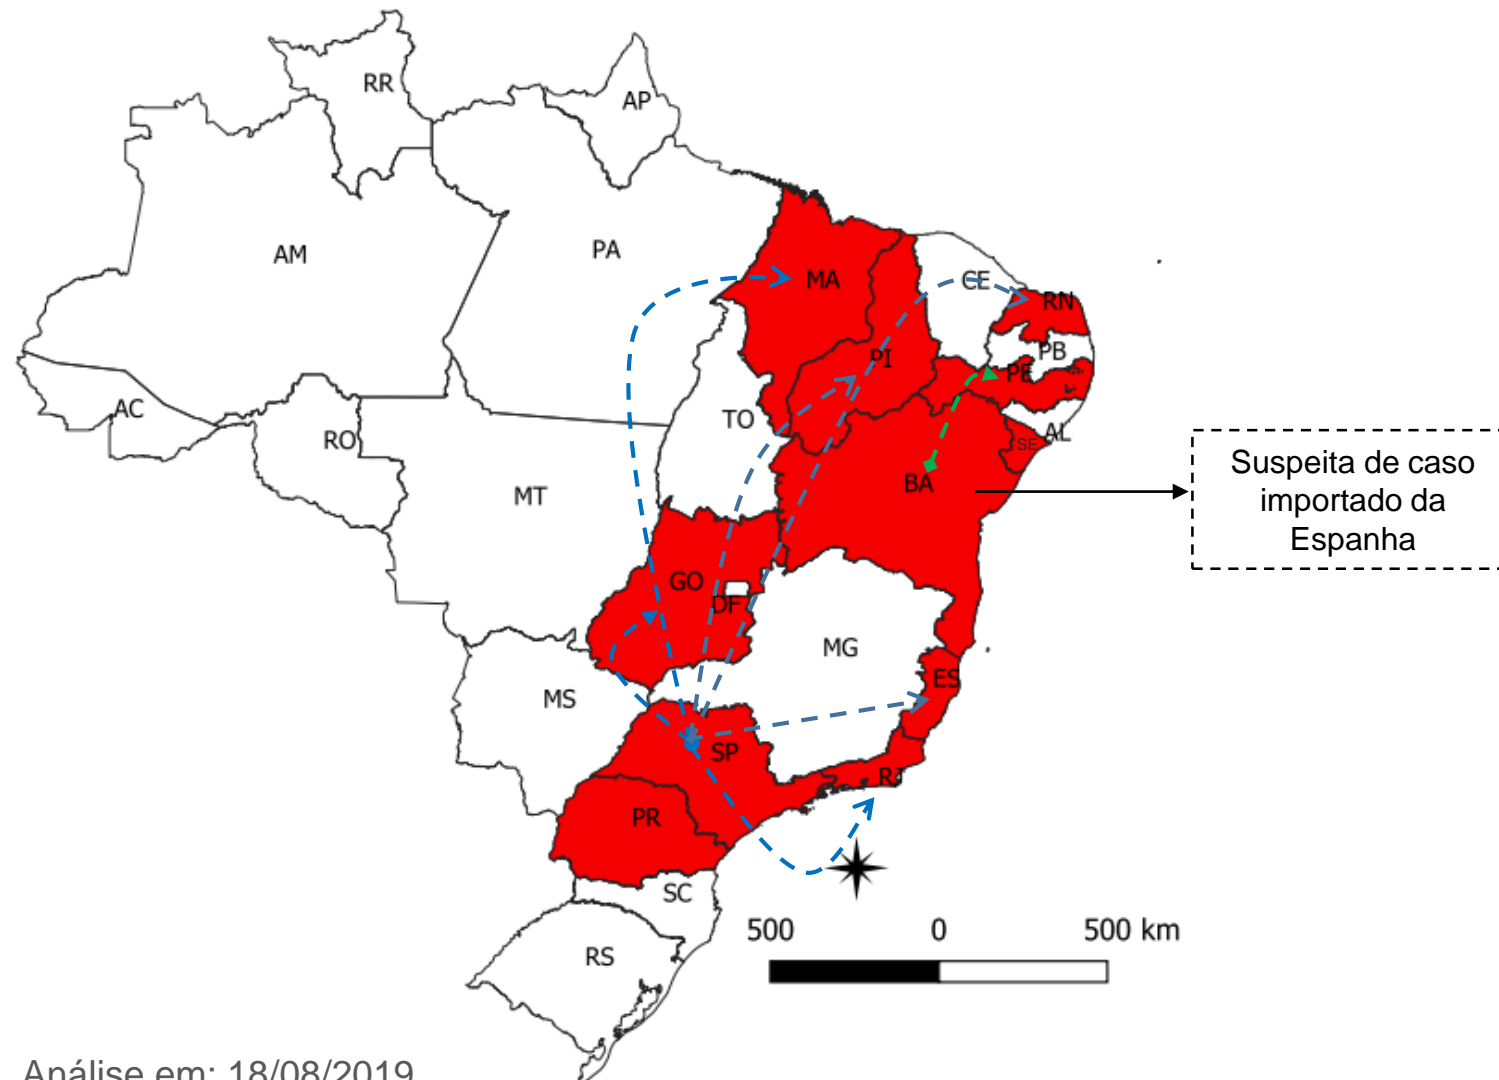 RR
AP
AM
PA
MA
CE
RN
PI
PB
PE
AC
TO
AL
RO
SE
BA
MT
Suspeita de caso
importado da
Espanha
GO
DF
MG
ES
MS
SP
RJ
PR
SC
500 0 500 km
RS
Análise em: 18/08/2019